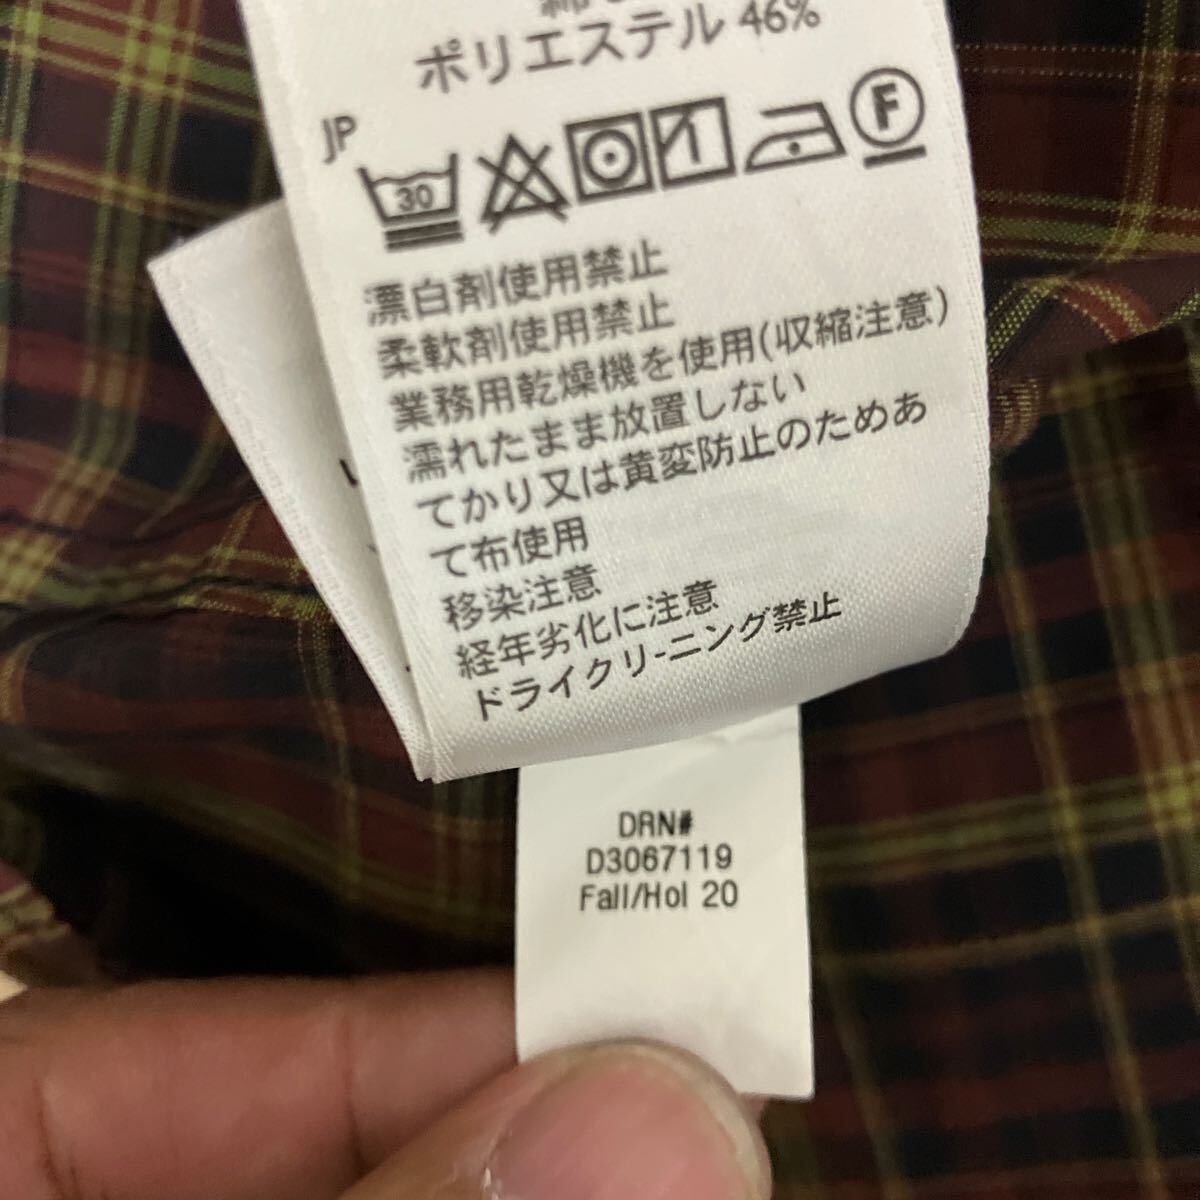 ポリエステル 46%
JP
30
F
漂白剤使用禁止
柔軟剤使用禁止
業務用乾燥機を使用(収縮注意)
濡れたまま放置しない
てかり又は黄変防止のためあ
て布使用
移染注意
経年劣化に注意
ドライクリ-ニング禁止
DRN#
D3067119
Fall/Hol 20